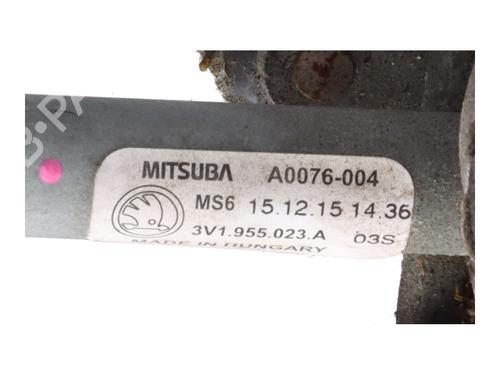 MITSUBA A0076-004
MS6 15.12.15 14.36
3V1.955.023.A 03S
MADE IN HUNGARY